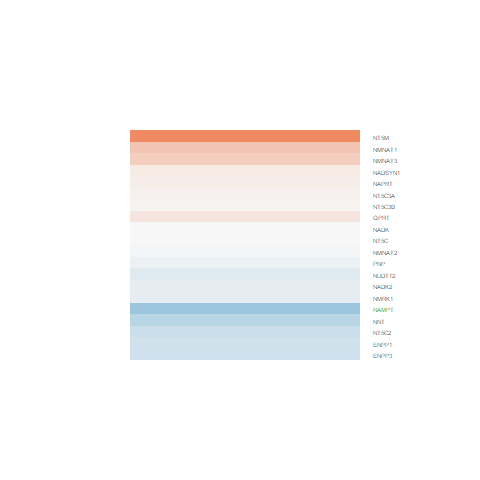 NT5M
NMNAT1
NMNAT3
NADSYN1
NAPRT
NT5C3A
NT5C3B
QPRT
NADK
NT5C
NMNAT2
PNP
NUDT12
NADK2
NMRK1
NAMPT
NNT
NT5C2
ENPP1
ENPP3